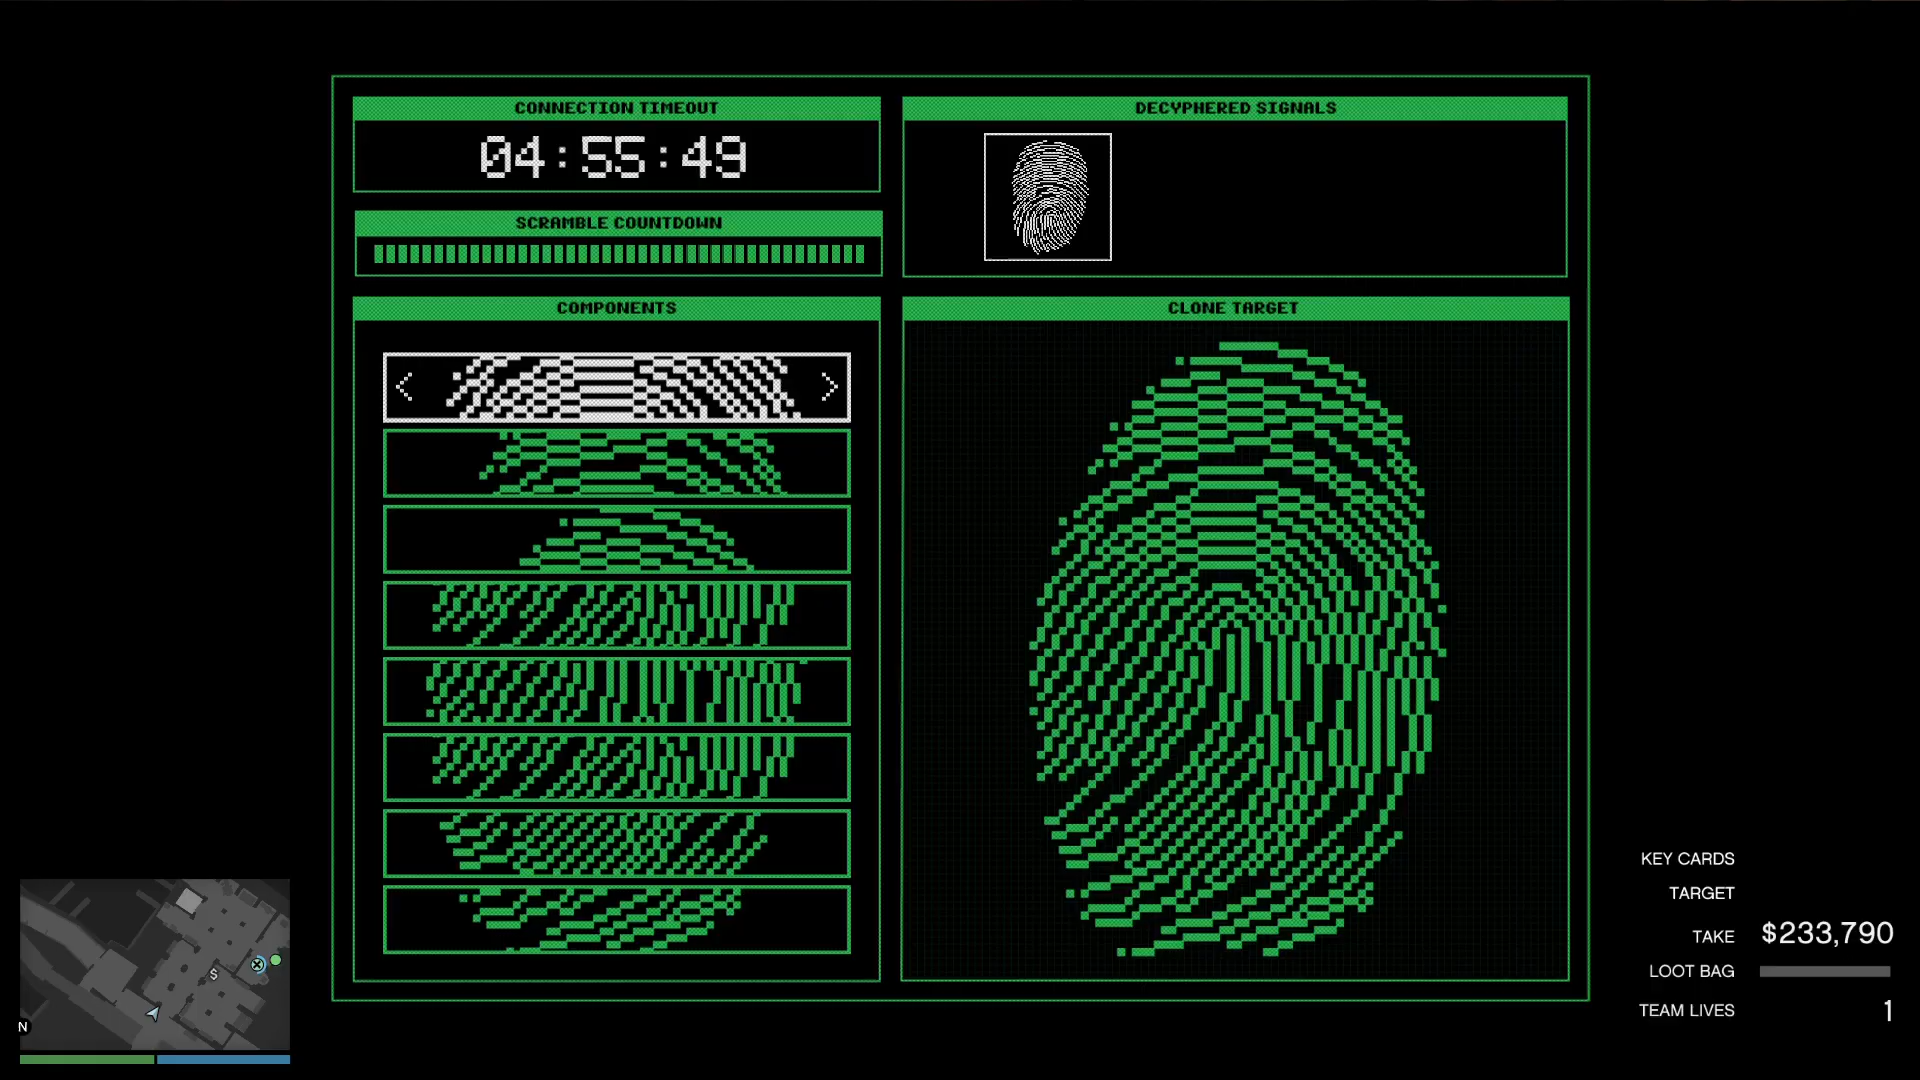 CONNECTION TIMEOUT
04:55:49
SCRAMBLE COUNTDOWN
DECYPHERED SIGNALS
COMPONENTS
CLONE TARGET
KEY CARDS
TARGET
TAKE $233,790
LOOT BAG
TEAM LIVES 1
$
N